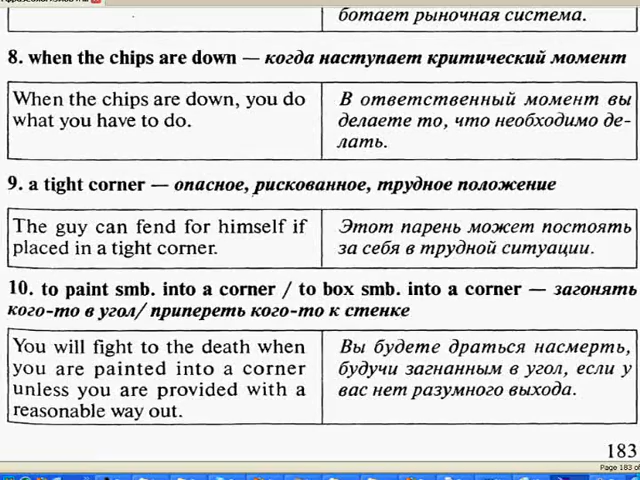 ботает рыночная система.
8. when the chips are down — когда наступает критический момент
When the chips are down, you do
what you have to do.
В ответственный момент вы
делаете то, что необходимо де-
лать.
9. a tight corner — опасное, рискованное, трудное положение
The guy can fend for himself if
placed in a tight corner.
Этот парень может постоять
за себя в трудной ситуации.
10. to paint smb. into a corner / to box smb. into a corner — загонять
кого-то в угол/ припереть кого-то к стенке
You will fight to the death when
you are painted into a corner
unless you are provided with a
reasonable way out.
Вы будете драться насмерть,
будучи загнанным в угол, если у
вас нет разумного выхода.
183
Page 183 of